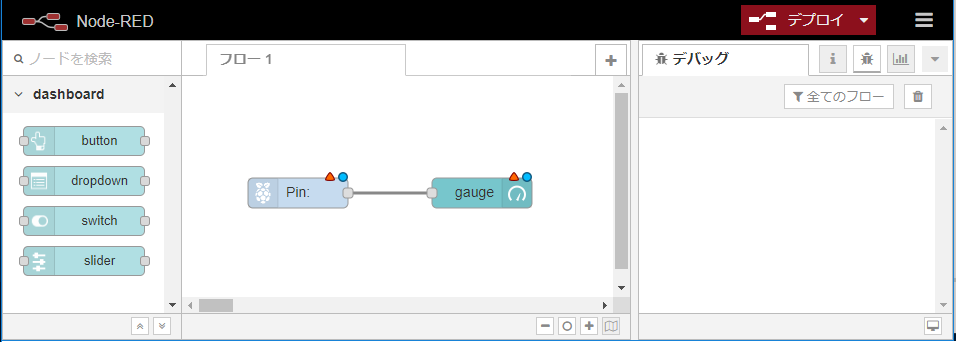 Node-RED
デプロイ
ノードを検索
フロー 1
デバッグ
dashboard
全てのフロー
button
dropdown
switch
slider
Pin:
gauge